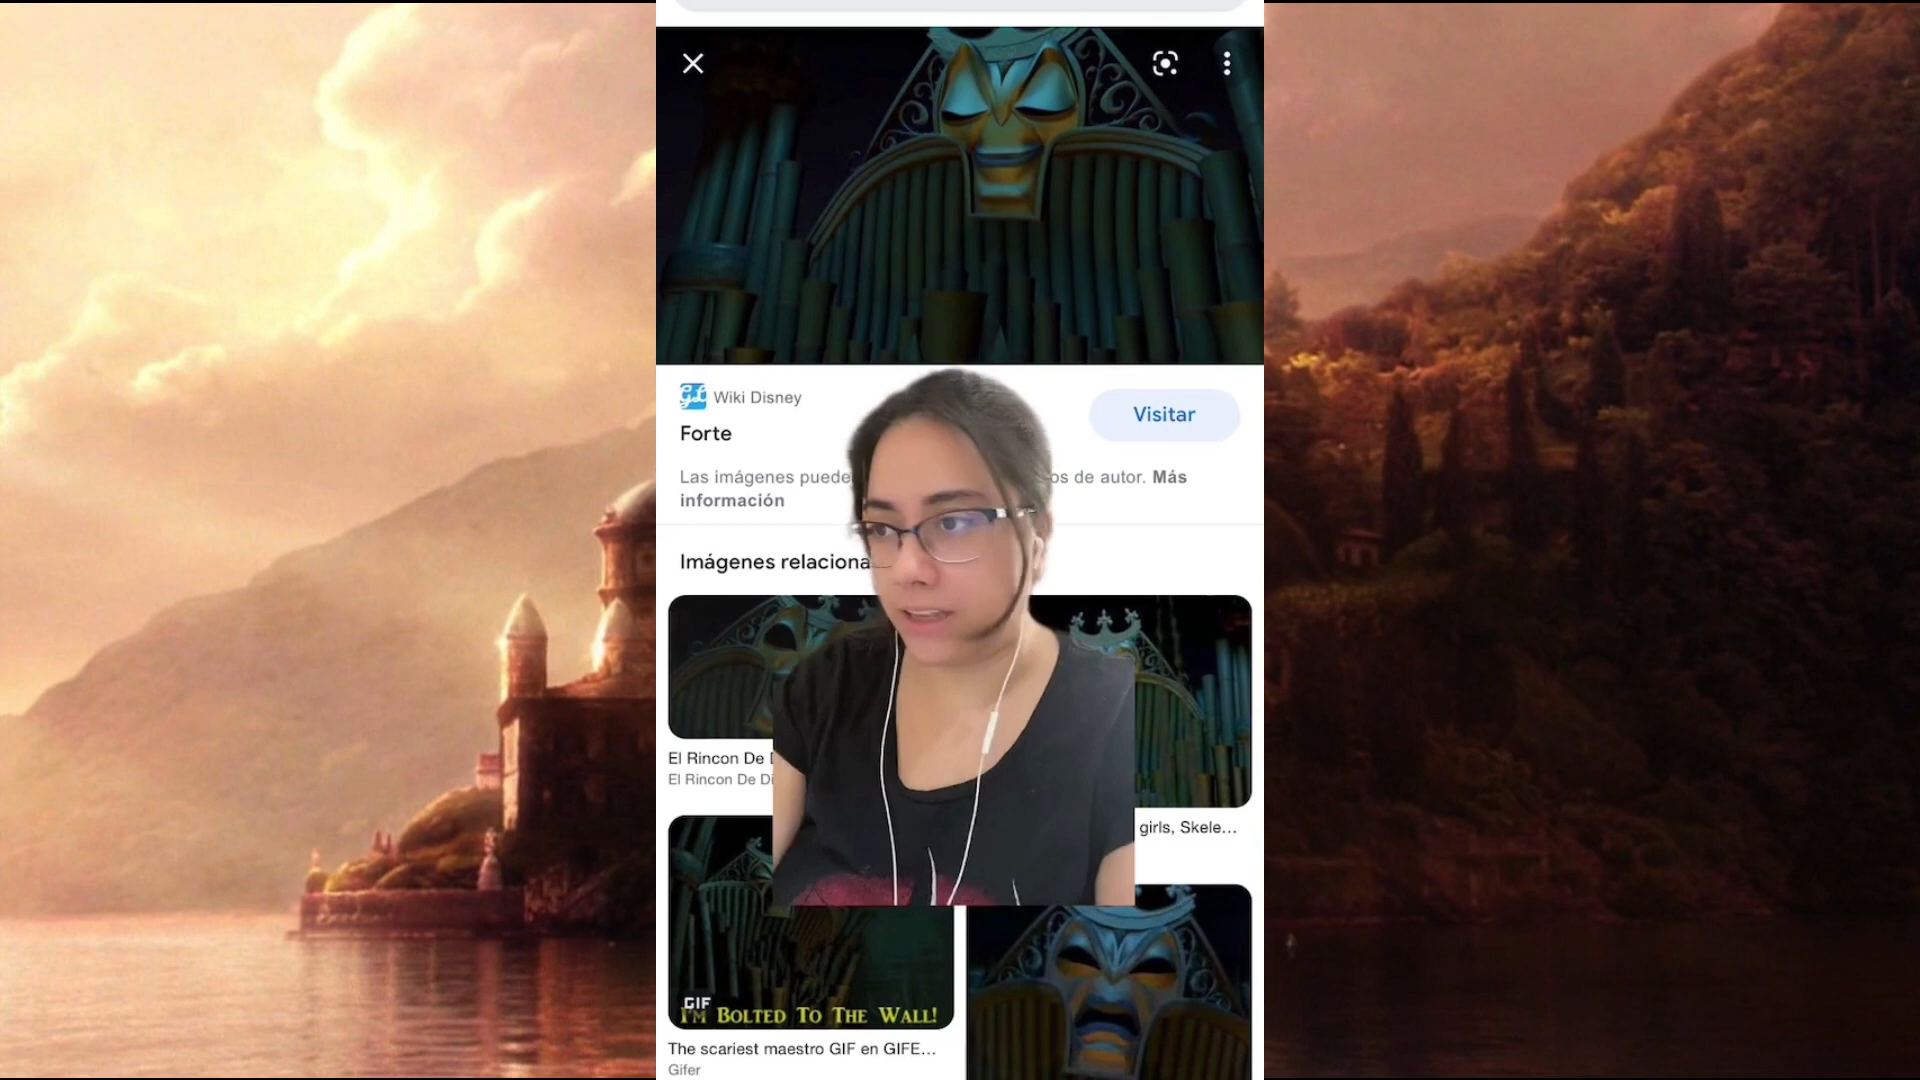 Wiki Disney
Forte
Visitar
Las imágenes puede os de autor. Más
información
Imágenes relaciona
El Rincon De
El Rincon De Di
girls, Skele...
GIF
I'M BOLTED TO THE WALL!
The scariest maestro GIF en GIFE...
Gifer